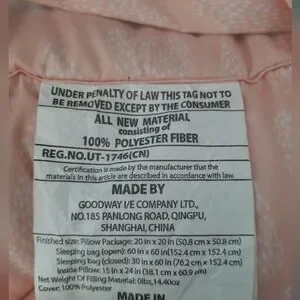 UNDER PENALTY OF LAW THIS TAG NOT TO
BE REMOVED EXCEPT BY THE CONSUMER
ALL NEW MATERIAL
consisting of
100% POLYESTER FIBER
REG.NO.UT-1746(CN)
Certification is made by the manufacturer that the
materials in this article are described in accordance with law.
MADE BY
GOODWAY I/E COMPANY LTD.,
NO.185 PANLONG ROAD, QINGPU,
SHANGHAI, CHINA
Finished size: Pillow Package: 20 in x 20 in (50.8 cm x 50.8 cm)
Sleeping bag (open): 60 in x 60 in(152.4 cm x 152.4 cm)
Sleeping bag (closed): 30 in x 60 in (76.2 cm x 152.4 cm)
Inside Pillow: 15 in x 24 in (38.1 cm x 60.9 cm)
Net Weight Of Filling Material: 0lbs,14.40oz
Cover: 100% Polyester
MADE IN